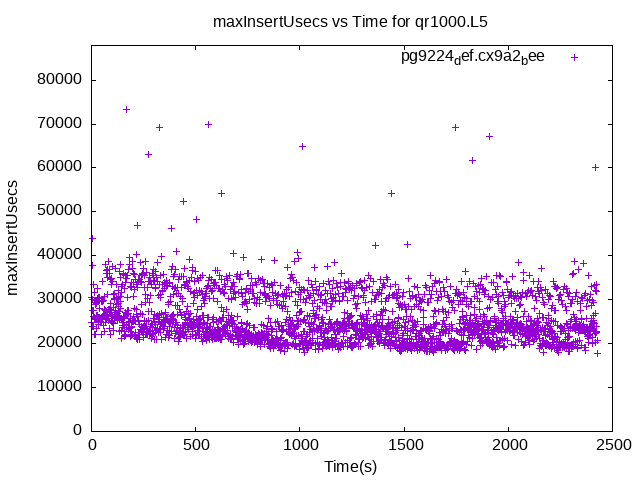 maxInsertUsecs vs Time for qr1000.L5
pg9224def.cx9a2bee
maxInsertUsecs
80000
70000
60000
50000
40000
30000
20000
10000
0
0 500 1000 1500 2000 2500
Time(s)